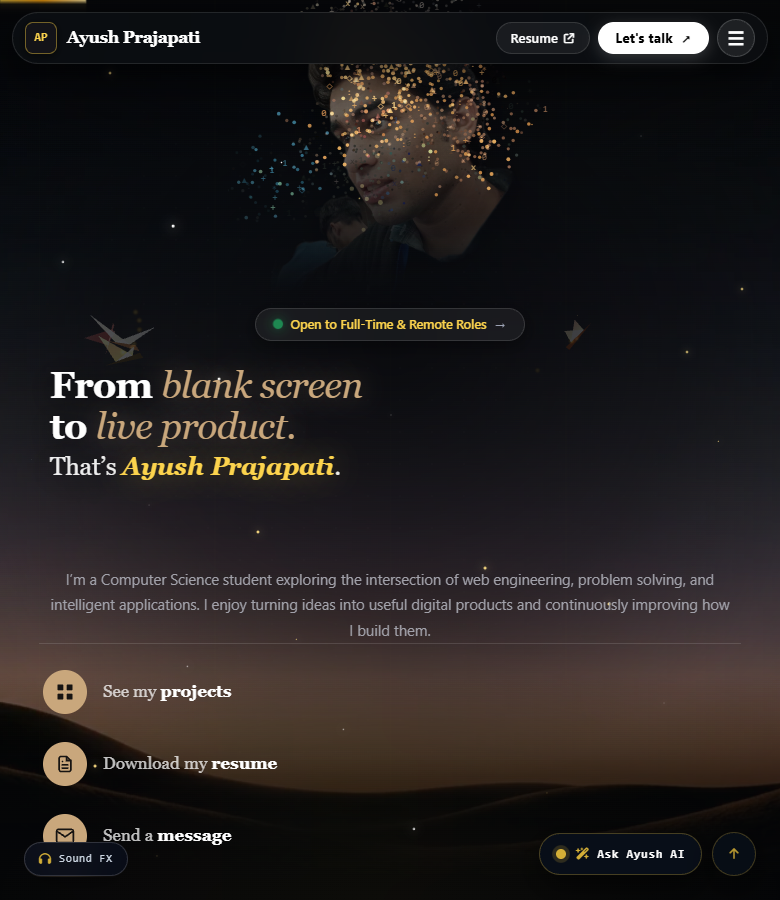 AP
Ayush Prajapati
Resume
Let's talk ↗
Open to Full-Time & Remote Roles →
From blank screen
to live product.
That’s Ayush Prajapati.
I'm a Computer Science student exploring the intersection of web engineering, problem solving, and
intelligent applications. I enjoy turning ideas into useful digital products and continuously improving how
I build them.
See my projects
Download my resume
Send a message
Sound FX
Ask Ayush AI